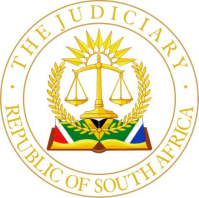 THE JUDICIARY
REPUBLIC OF SOUTH AFRICA